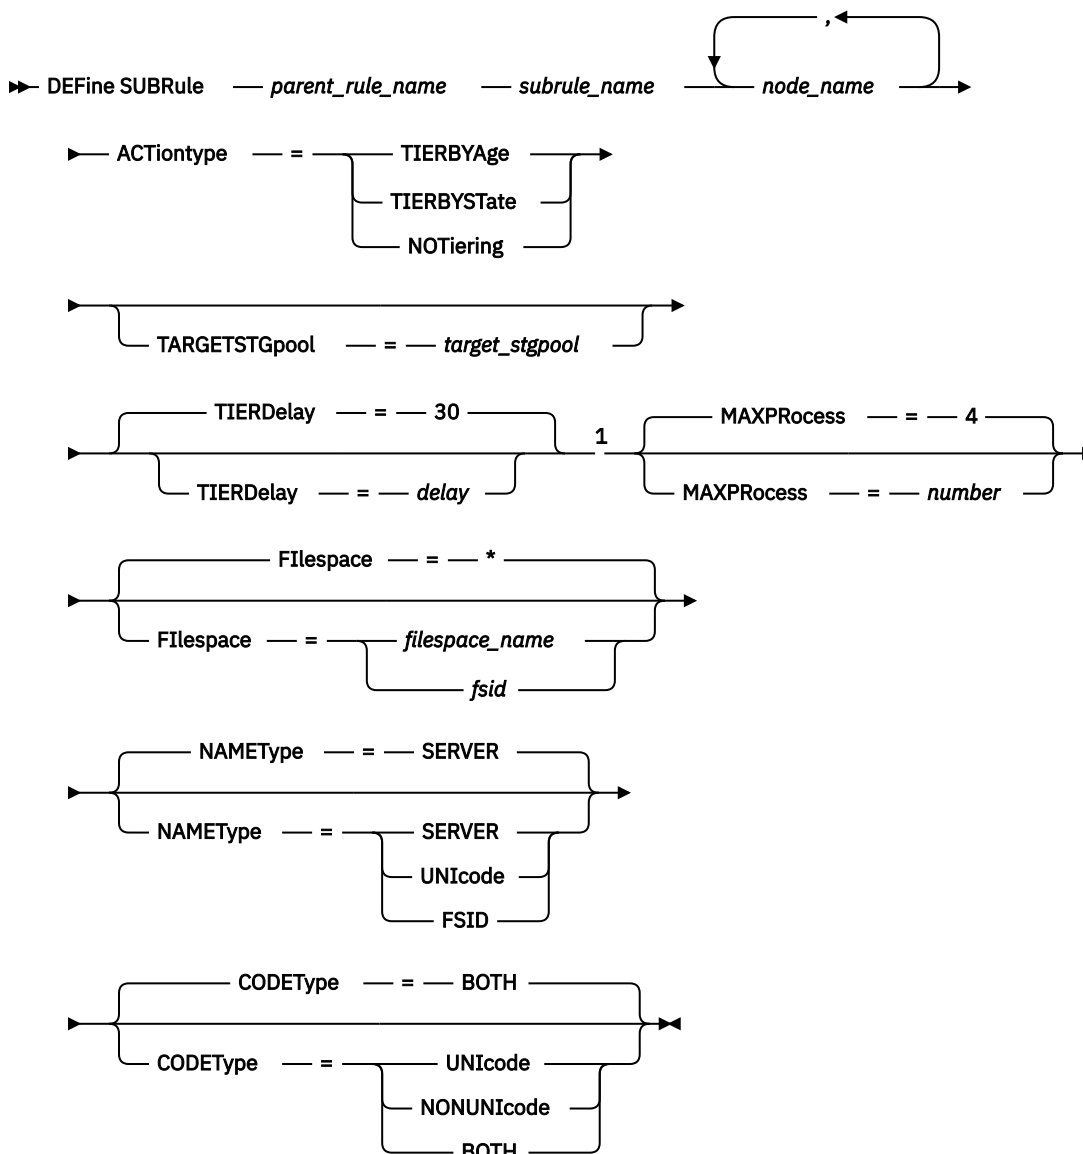 ,
DEFine SUBRule parent_rule_name subrule_name node_name
ACTiontype = TIERBYAge
TIERBYSTate
NOTiering
TARGETSTGpool = target_stgpool
TIERDelay = 30 1 MAXPRocess = 4
TIERDelay = delay MAXPRocess = number
FIlespace = *
FIlespace = filespace_name
fsid
NAMEType = SERVER
NAMEType = SERVER
UNIcode
FSID
CODEType = BOTH
CODEType = UNIcode
NONUNIcode
BOTH